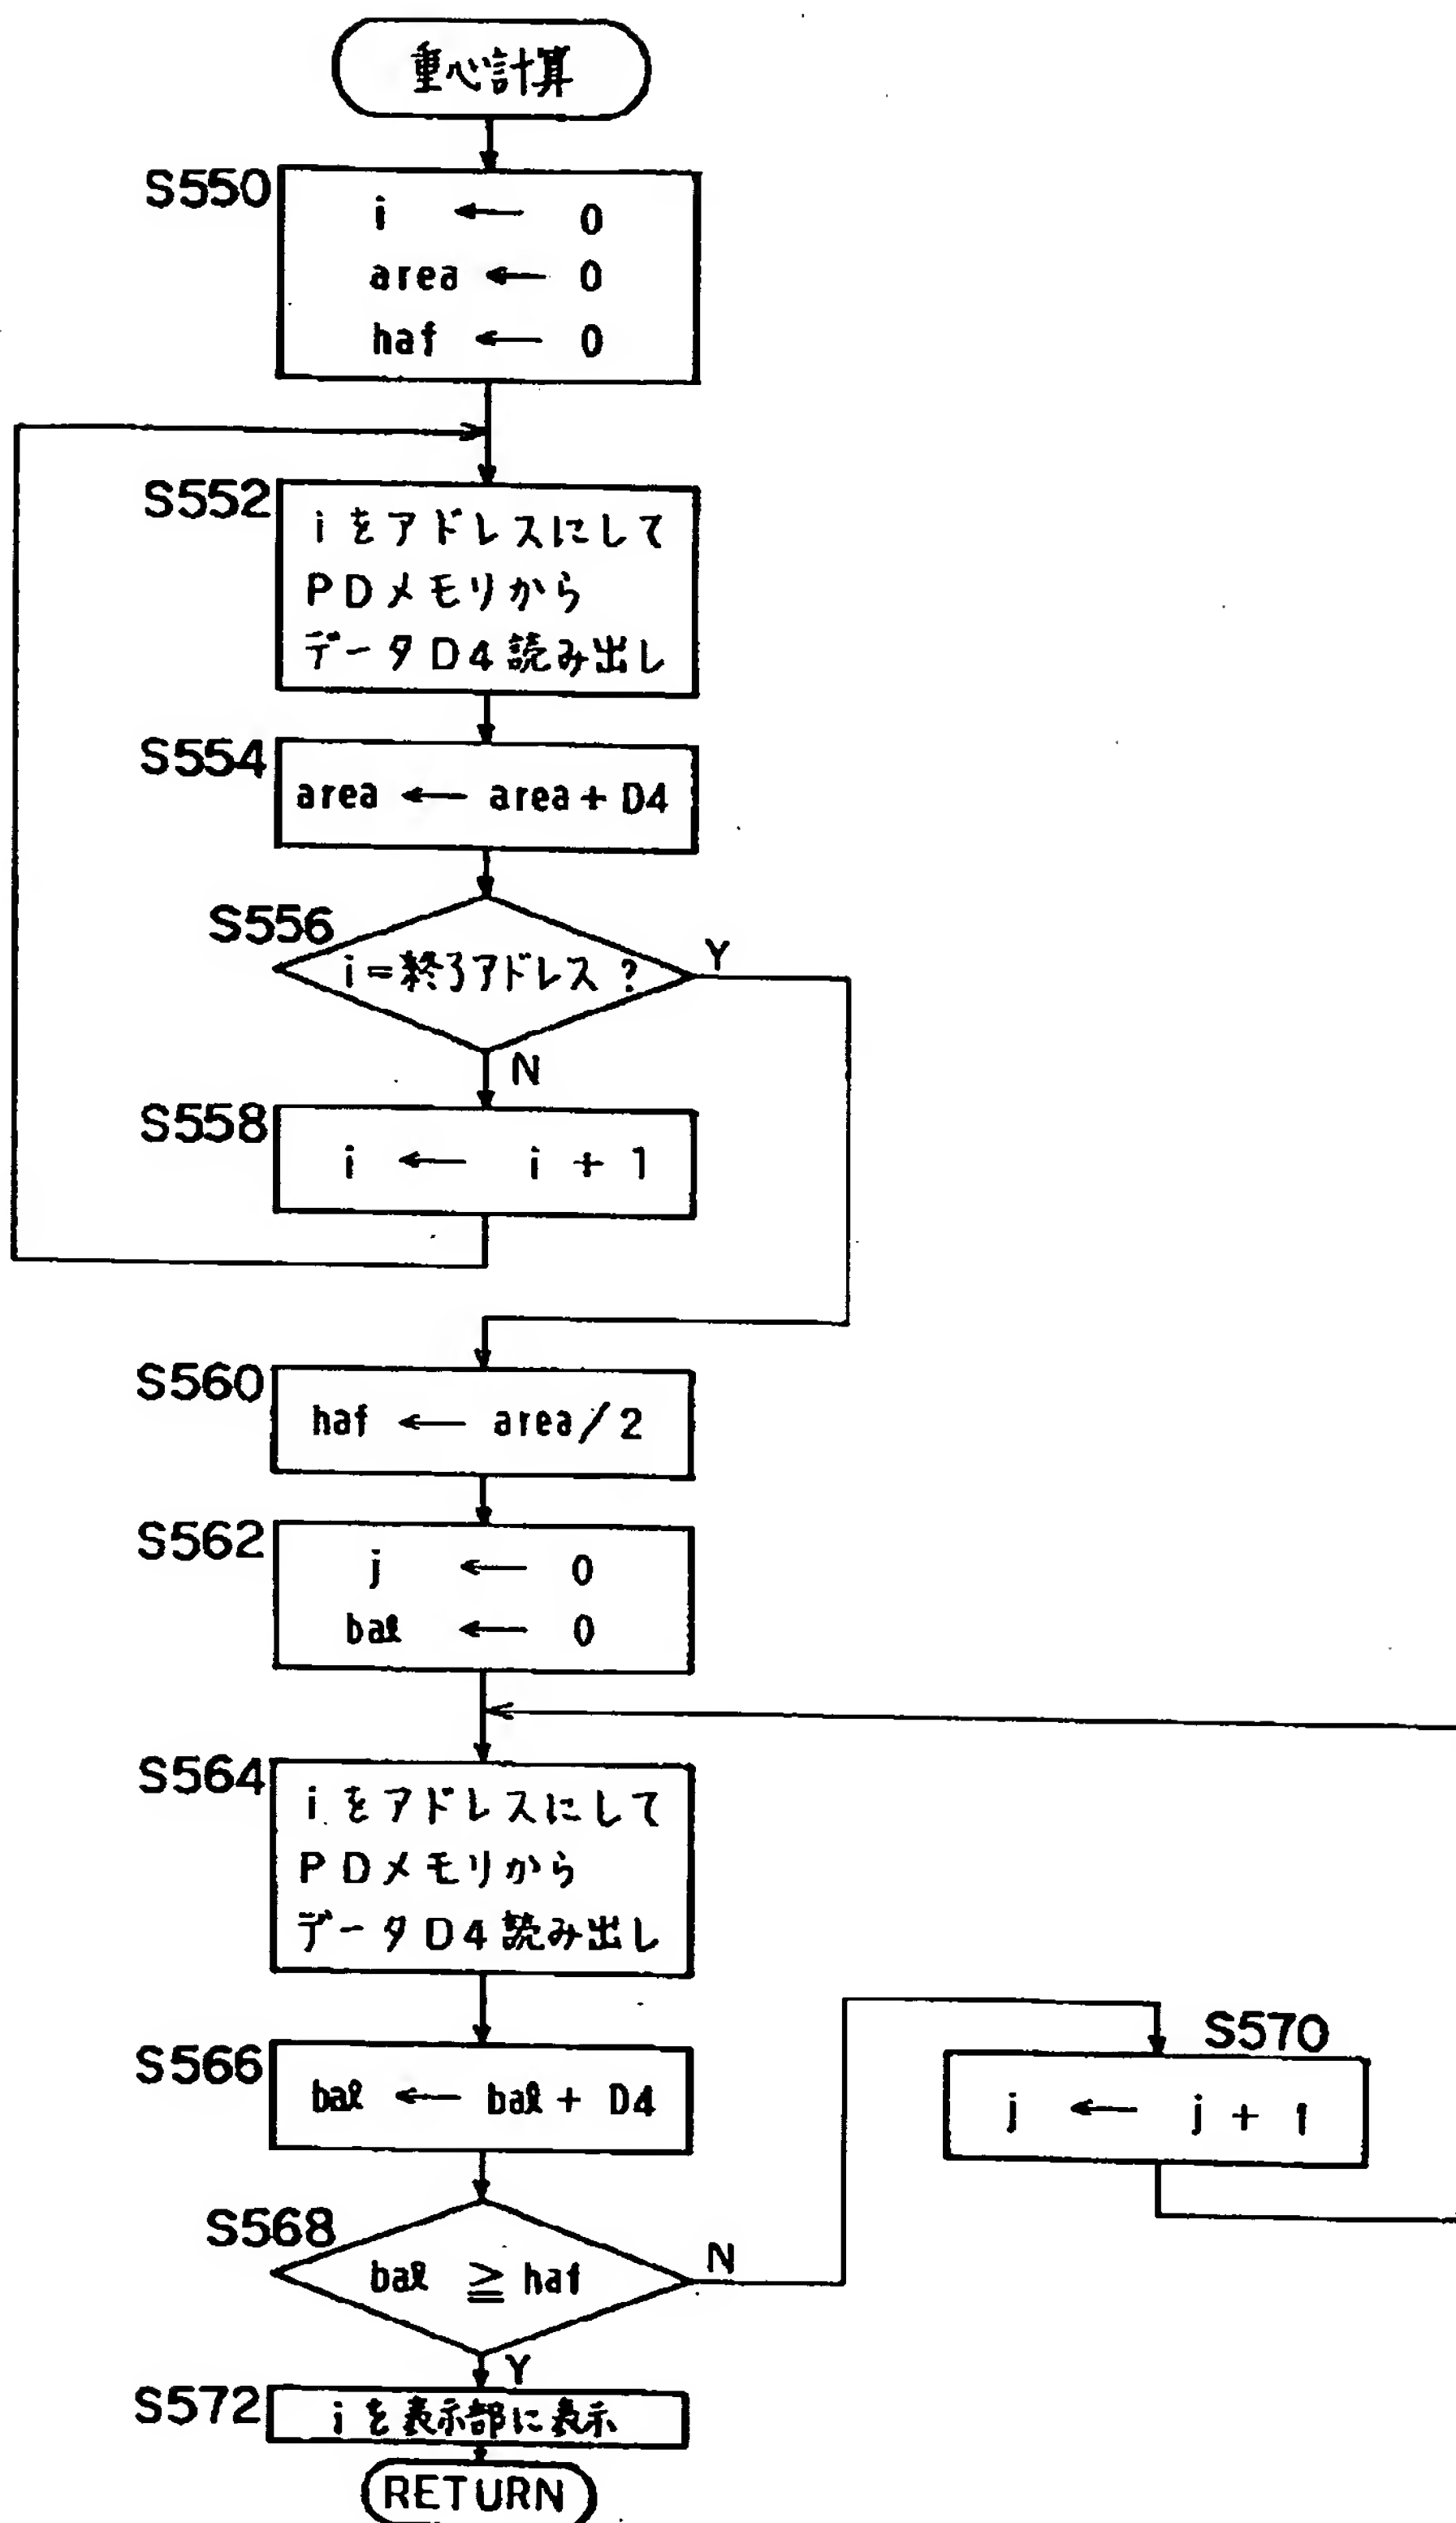 重心計算
S550
i ← 0
area ← 0
haf ← 0
S552
iをアドレスにして
PDメモリから
データD4読み出し
S554
area ← area + D4
S556
i=終了アドレス?
Y
N
S558
i ← i + 1
S560
haf ← area/2
S562
j ← 0
bal ← 0
S564
iをアドレスにして
PDメモリから
データD4読み出し
S566
bal ← bal + D4
S570
j ← j + 1
S568
bal ≧ haf
N
Y
S572
iを表示部に表示
RETURN